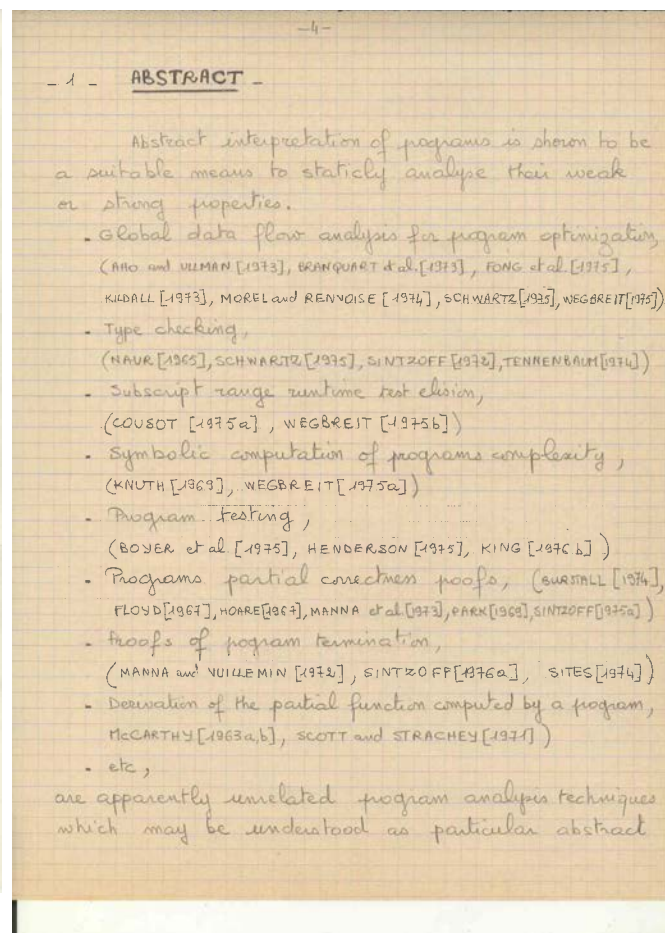 -4-
- 1 - ABSTRACT -
Abstract interpretation of programs is shown to be
a suitable means to staticly analyse their weak
or strong properties.
- Global data flow analysis for program optimization,
(AHO and ULLMAN [1973], BRANQUART et al. [1973], FONG et al. [1975],
KILDALL [1973], MOREL and RENVOISE [1974], SCHWARTZ [1975], WEGBREIT [1975])
- Type checking,
(NAUR [1965], SCHWARTZ [1975], SINTZOFF [1972], TENNENBAUM [1974])
- Subscript range runtime test elision,
(COUSOT [1975a], WEGBREIT [1975b])
- Symbolic computation of programs complexity,
(KNUTH [1969], WEGBREIT [1975a])
- Program testing,
(BOYER et al. [1975], HENDERSON [1975], KING [1976b])
- Programs partial correctness poofs, (BURSTALL [1974],
FLOYD [1967], HOARE [1967], MANNA et al. [1973], PARK [1969], SINTZOFF [1975a])
- Proofs of program termination,
(MANNA and VUILLEMIN [1972], SINTZOFF [1976a], SITES [1974])
- Derivation of the partial function computed by a program,
McCARTHY [1963a,b], SCOTT and STRACHEY [1971])
- etc,
are apparently unrelated program analysis techniques
which may be understood as particular abstract